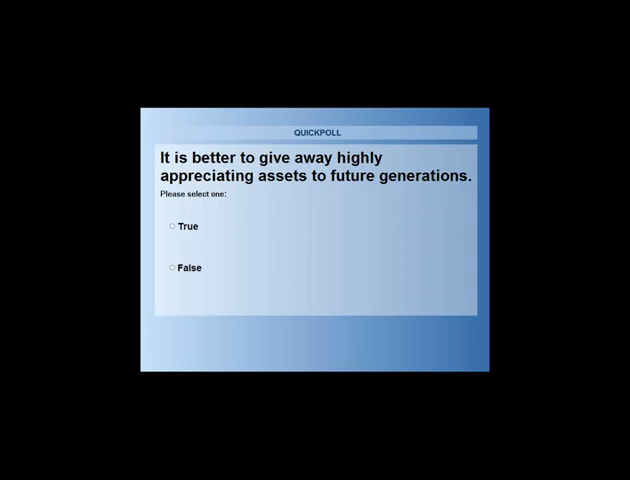 QUICKPOLL
It is better to give away highly
appreciating assets to future generations.
Please select one:
True
False